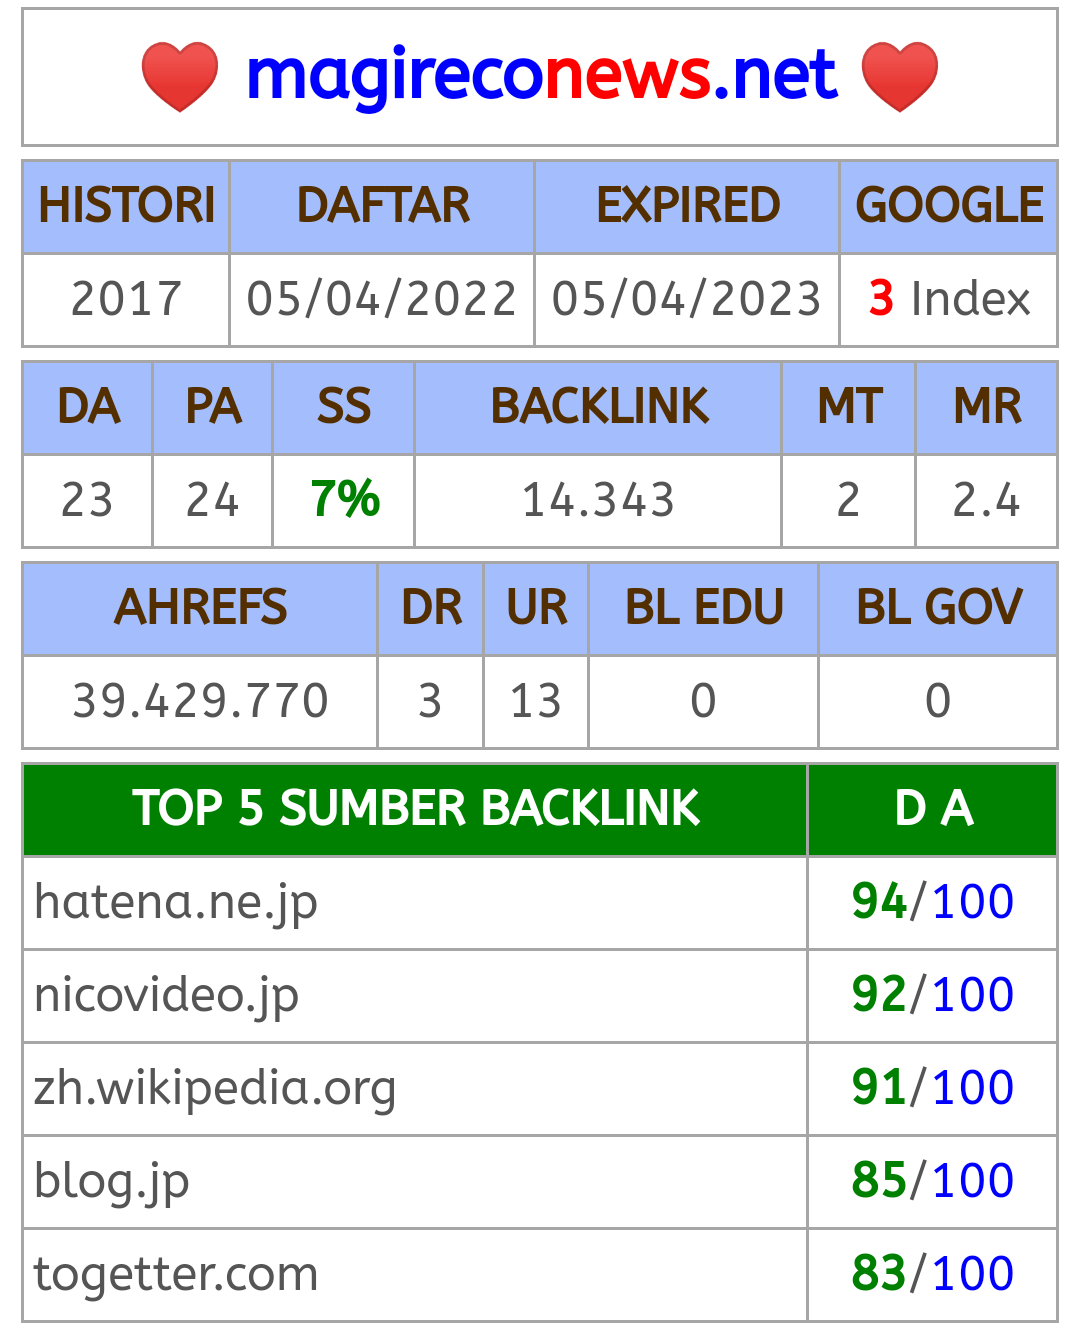 magireconews.net
HISTORI DAFTAR EXPIRED GOOGLE
2017 05/04/2022 05/04/2023 3 Index
DA PA SS BACKLINK MT MR
23 24 7% 14.343 2 2.4
AHREFS DR UR BL EDU BL GOV
39.429.770 3 13 0 0
TOP 5 SUMBER BACKLINK D A
hatena.ne.jp 94/100
nicovideo.jp 92/100
zh.wikipedia.org 91/100
blog.jp 85/100
togetter.com 83/100